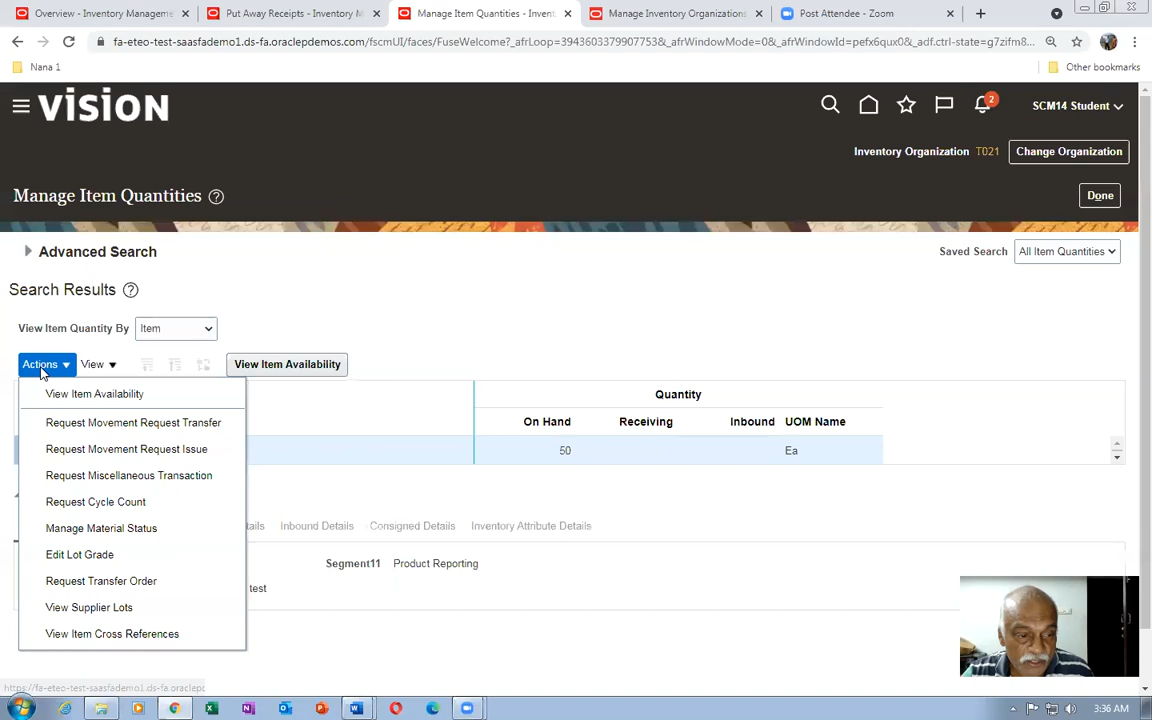 Overview - Inventory Manageme
Put Away Receipts - Inventory M
Manage Item Quantities - Invent
Manage Inventory Organizations
Post Attendee - Zoom
fa-eteo-test-saasfademo1.ds-fa.oraclepdemos.com/fscmUI/faces/FuseWelcome?_afrLoop=3943603379907753&_afrWindowMode=0&_afrWindowId=pefx6qux0&_adf.ctrl-state=g7zifm8...
Nana 1
Other bookmarks
VISION
2
SCM14 Student
Inventory Organization T021
Change Organization
Manage Item Quantities
Done
Advanced Search
Saved Search All Item Quantities
Search Results
View Item Quantity By Item
Actions View View Item Availability
View Item Availability
Request Movement Request Transfer
Request Movement Request Issue
Request Miscellaneous Transaction
Request Cycle Count
Manage Material Status
Edit Lot Grade
Request Transfer Order
View Supplier Lots
View Item Cross References
Quantity
On Hand Receiving Inbound UOM Name
50 Ea
tails Inbound Details Consigned Details Inventory Attribute Details
Segment11 Product Reporting
test
https://fa-eteo-test-saasfademo1.ds-fa.oraclepc
3:36 AM